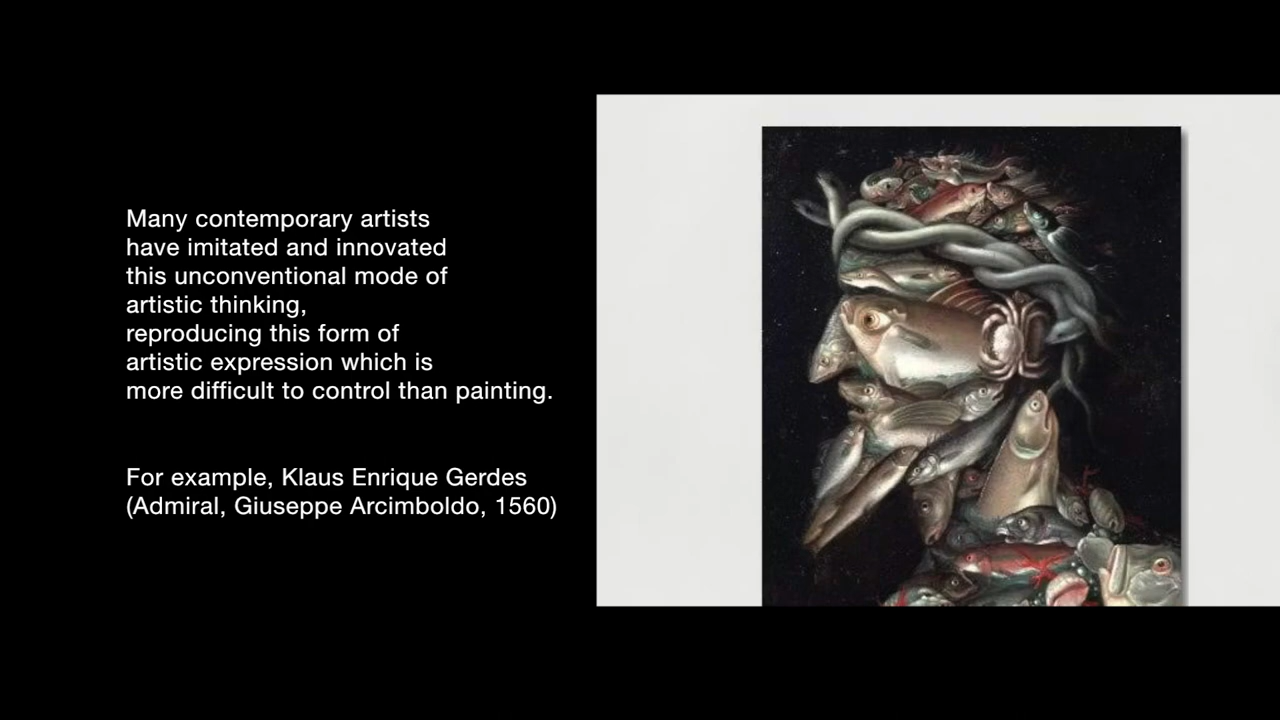 Many contemporary artists
have imitated and innovated
this unconventional mode of
artistic thinking,
reproducing this form of
artistic expression which is
more difficult to control than painting.
For example, Klaus Enrique Gerdes
(Admiral, Giuseppe Arcimboldo, 1560)